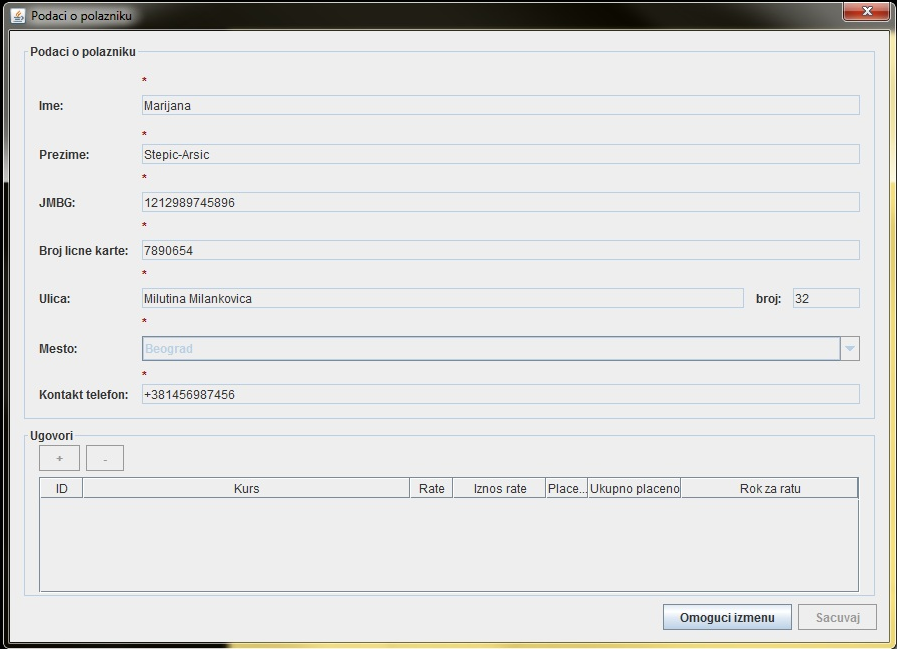 Podaci o polazniku
Podaci o polazniku
*
Ime: Marijana
*
Prezime: Stepic-Arsic
*
JMBG: 1212989745896
*
Broj licne karte: 7890654
*
Ulica: Milutina Milankovica broj: 32
*
Mesto: Beograd
*
Kontakt telefon: +381456987456
Ugovori
+ -
ID Kurs Rate Iznos rate Place... Ukupno placeno Rok za ratu
Omoguci izmenu Sacuvaj